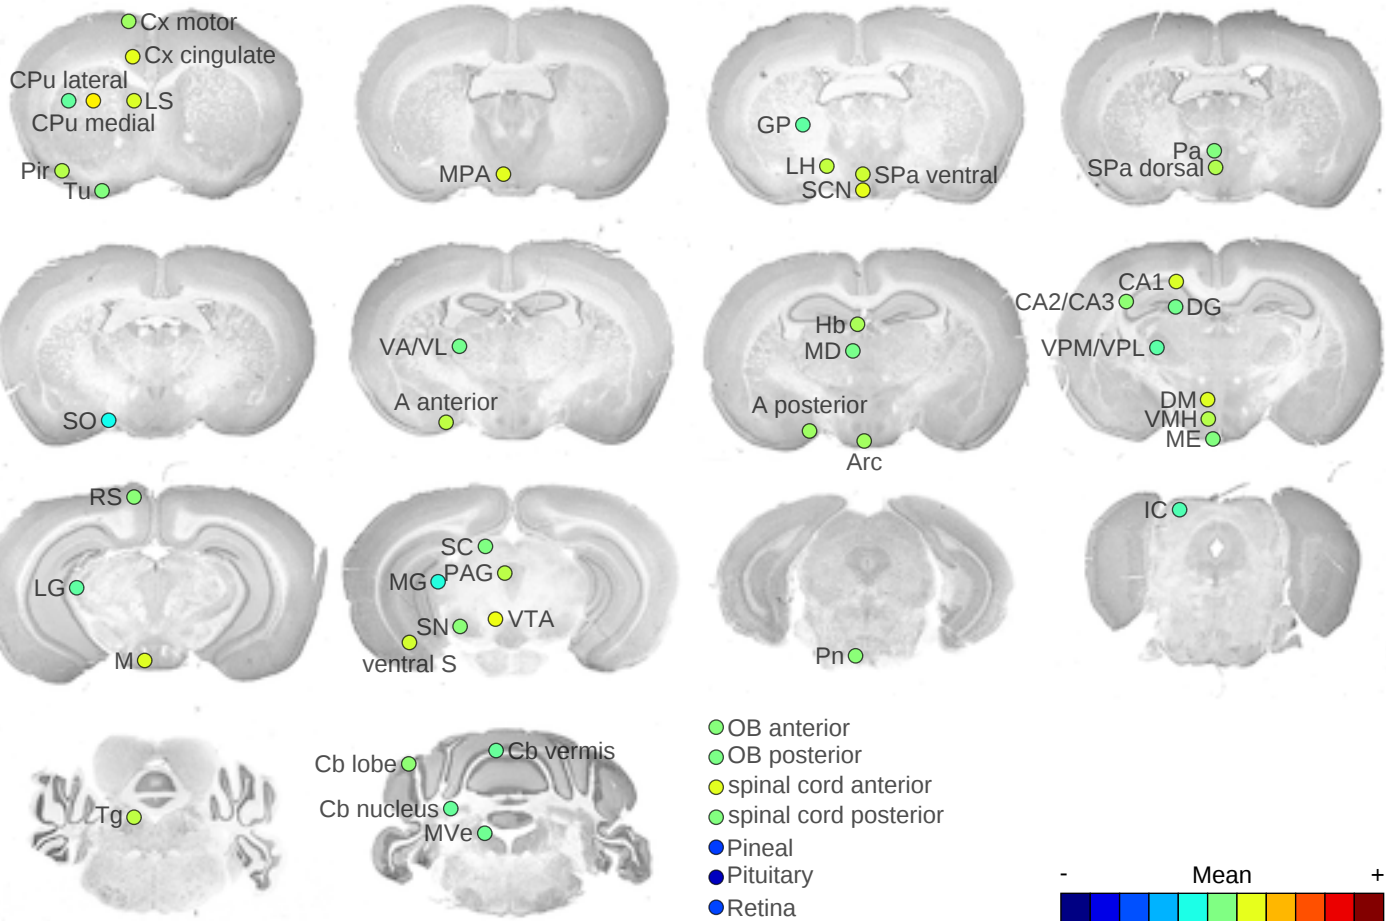 Cx motor
Cx cingulate
CPu lateral
LS
CPu medial
Pir
Tu
MPA
GP
LH
SPa ventral
SCN
Pa
SPa dorsal
SO
VA/VL
A anterior
Hb
MD
A posterior
Arc
CA1
CA2/CA3
DG
VPM/VPL
DM
VMH
ME
RS
LG
M
SC
MG
PAG
SN
VTA
ventral S
Pn
IC
Tg
Cb lobe
Cb vermis
Cb nucleus
MVe
OB anterior
OB posterior
spinal cord anterior
spinal cord posterior
Pineal
Pituitary
Retina
- Mean +